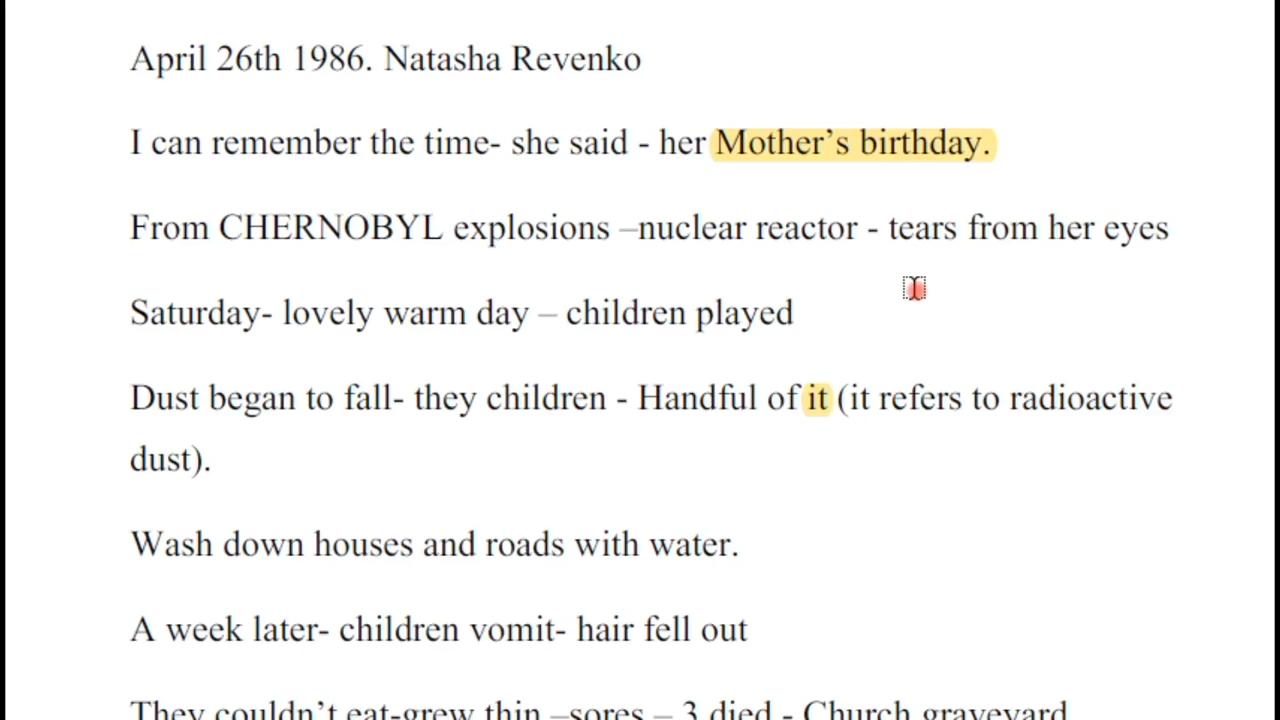 April 26th 1986. Natasha Revenko
I can remember the time- she said - her Mother’s birthday.
From CHERNOBYL explosions –nuclear reactor - tears from her eyes
Saturday- lovely warm day – children played
Dust began to fall- they children - Handful of it (it refers to radioactive
dust).
Wash down houses and roads with water.
A week later- children vomit- hair fell out
They couldn’t eat-grew thin –sores – 3 died - Church graveyard